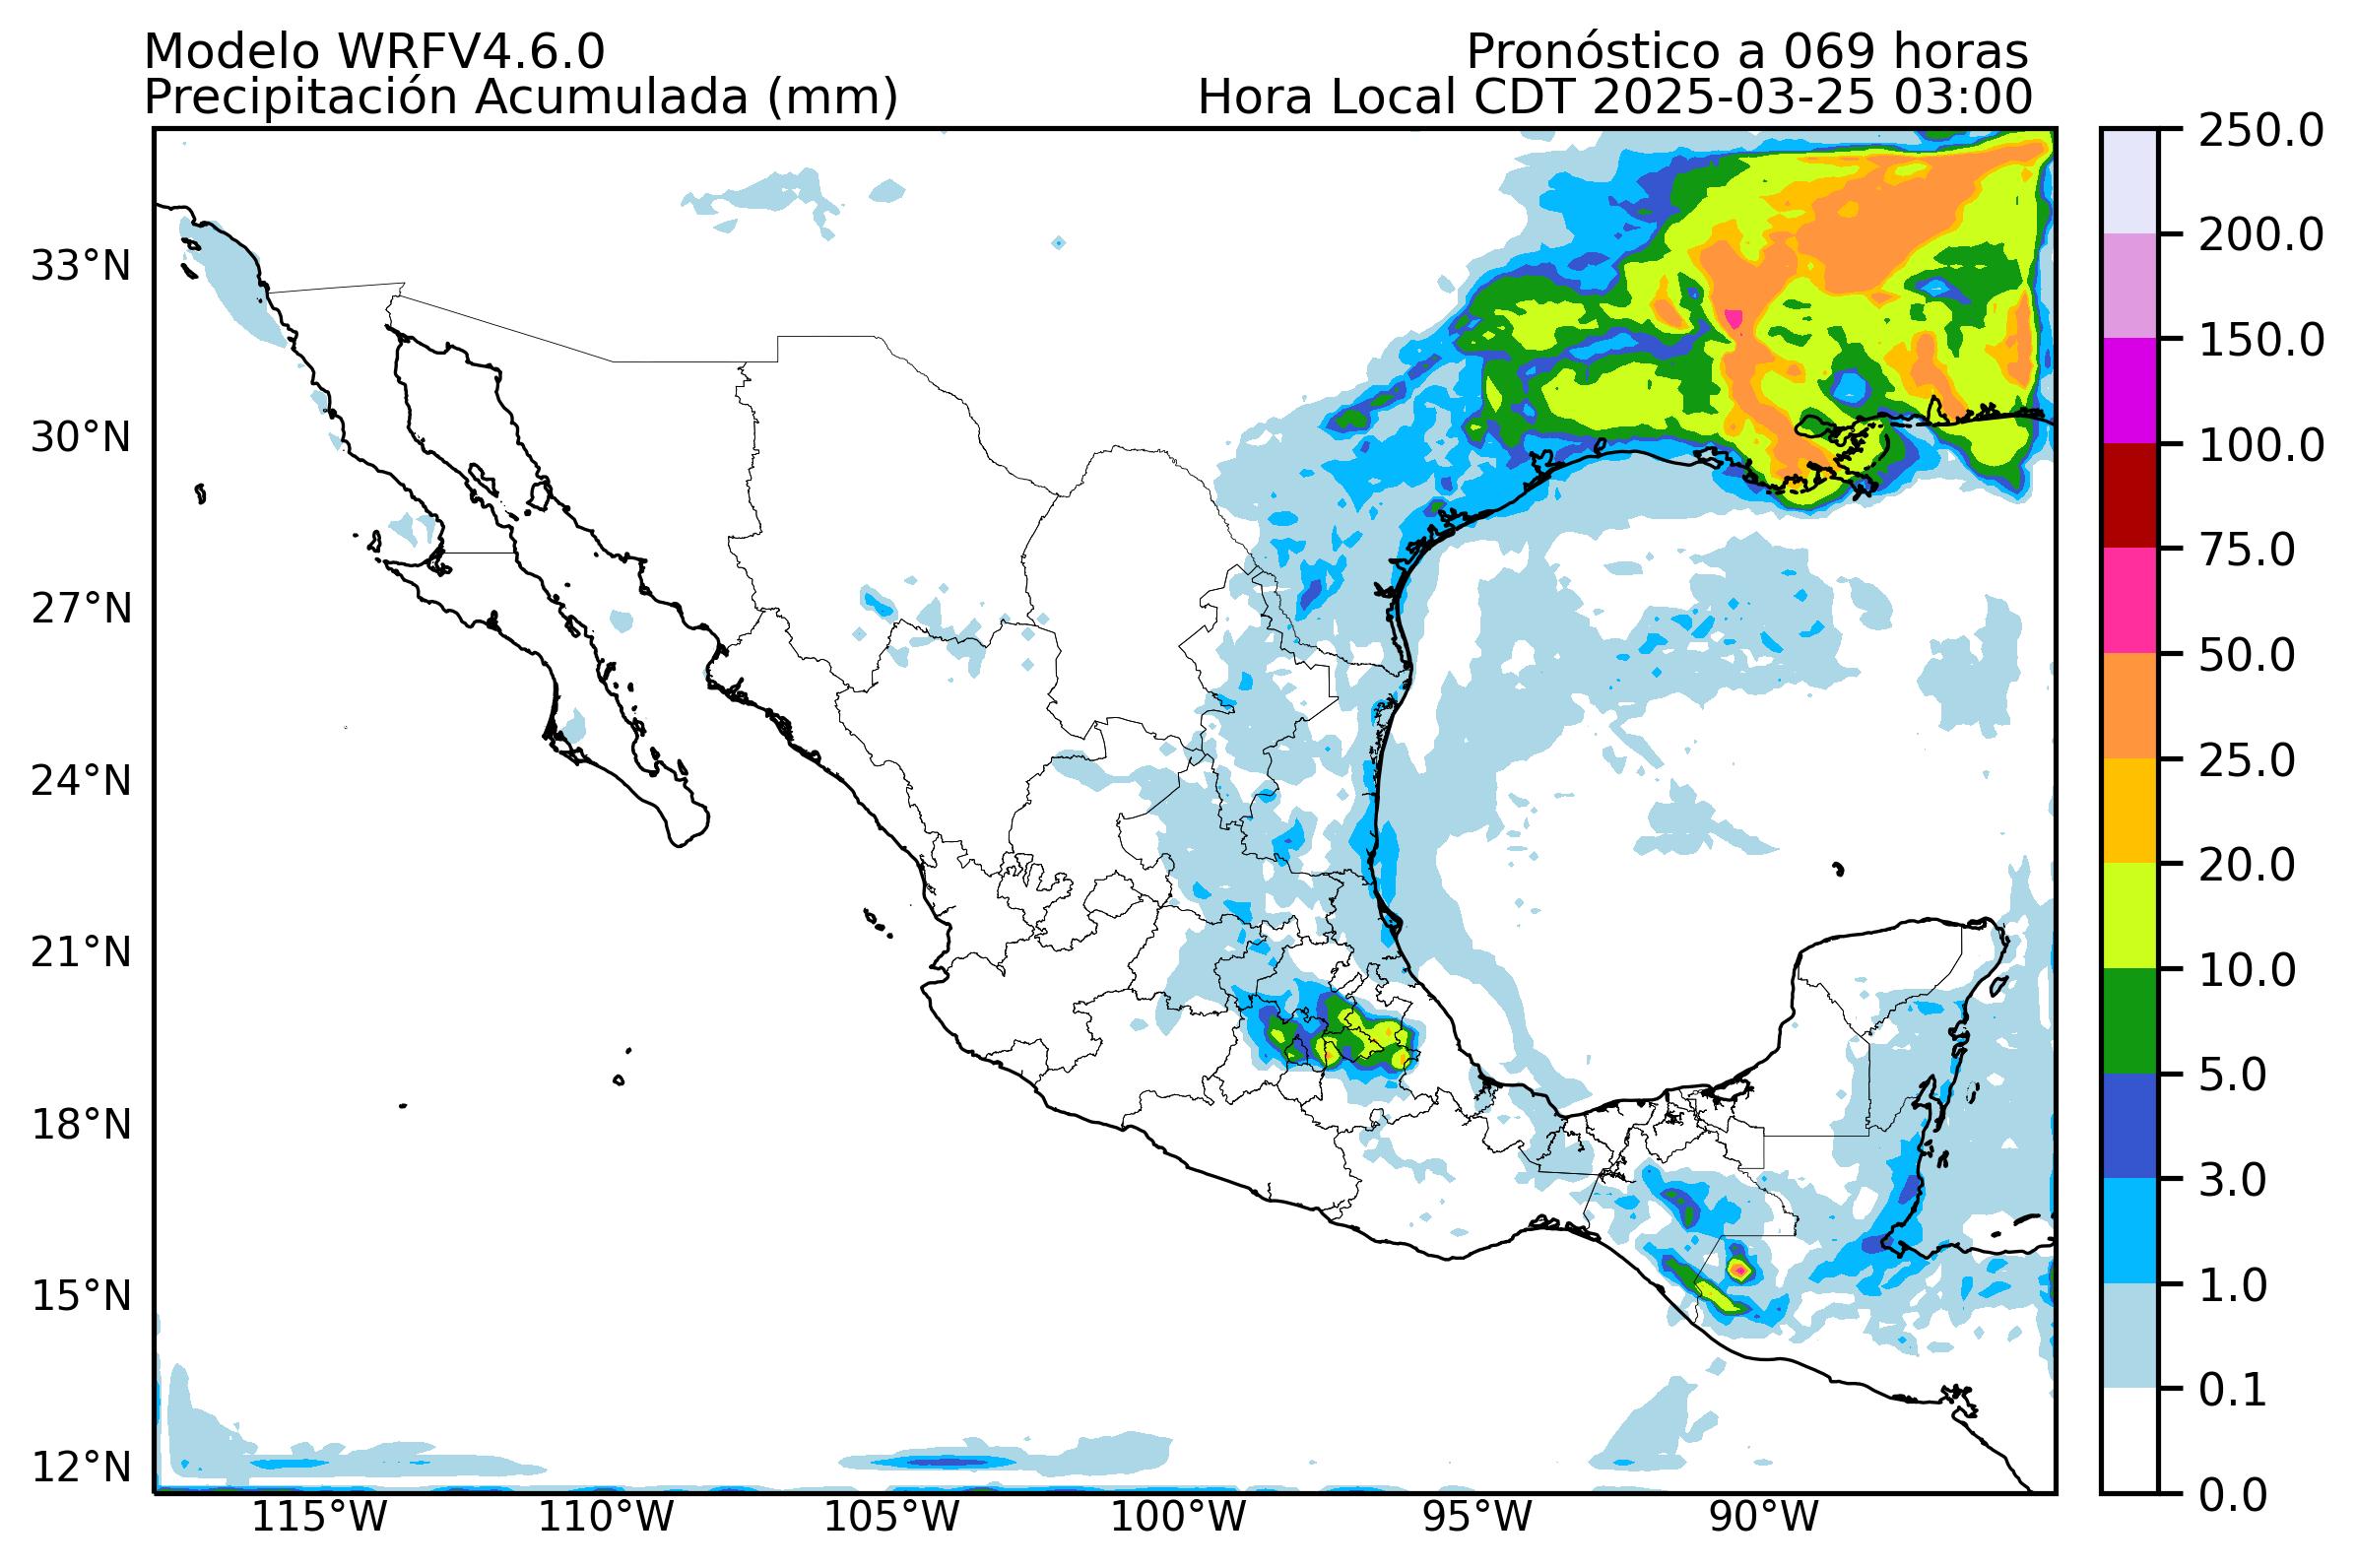 Modelo WRFV4.6.0
Pronóstico a 069 horas
Precipitación Acumulada (mm)
Hora Local CDT 2025-03-25 03:00
33°N
30°N
27°N
24°N
21°N
18°N
15°N
12°N
115°W
110°W
105°W
100°W
95°W
90°W
250.0
200.0
150.0
100.0
75.0
50.0
25.0
20.0
10.0
5.0
3.0
1.0
0.1
0.0